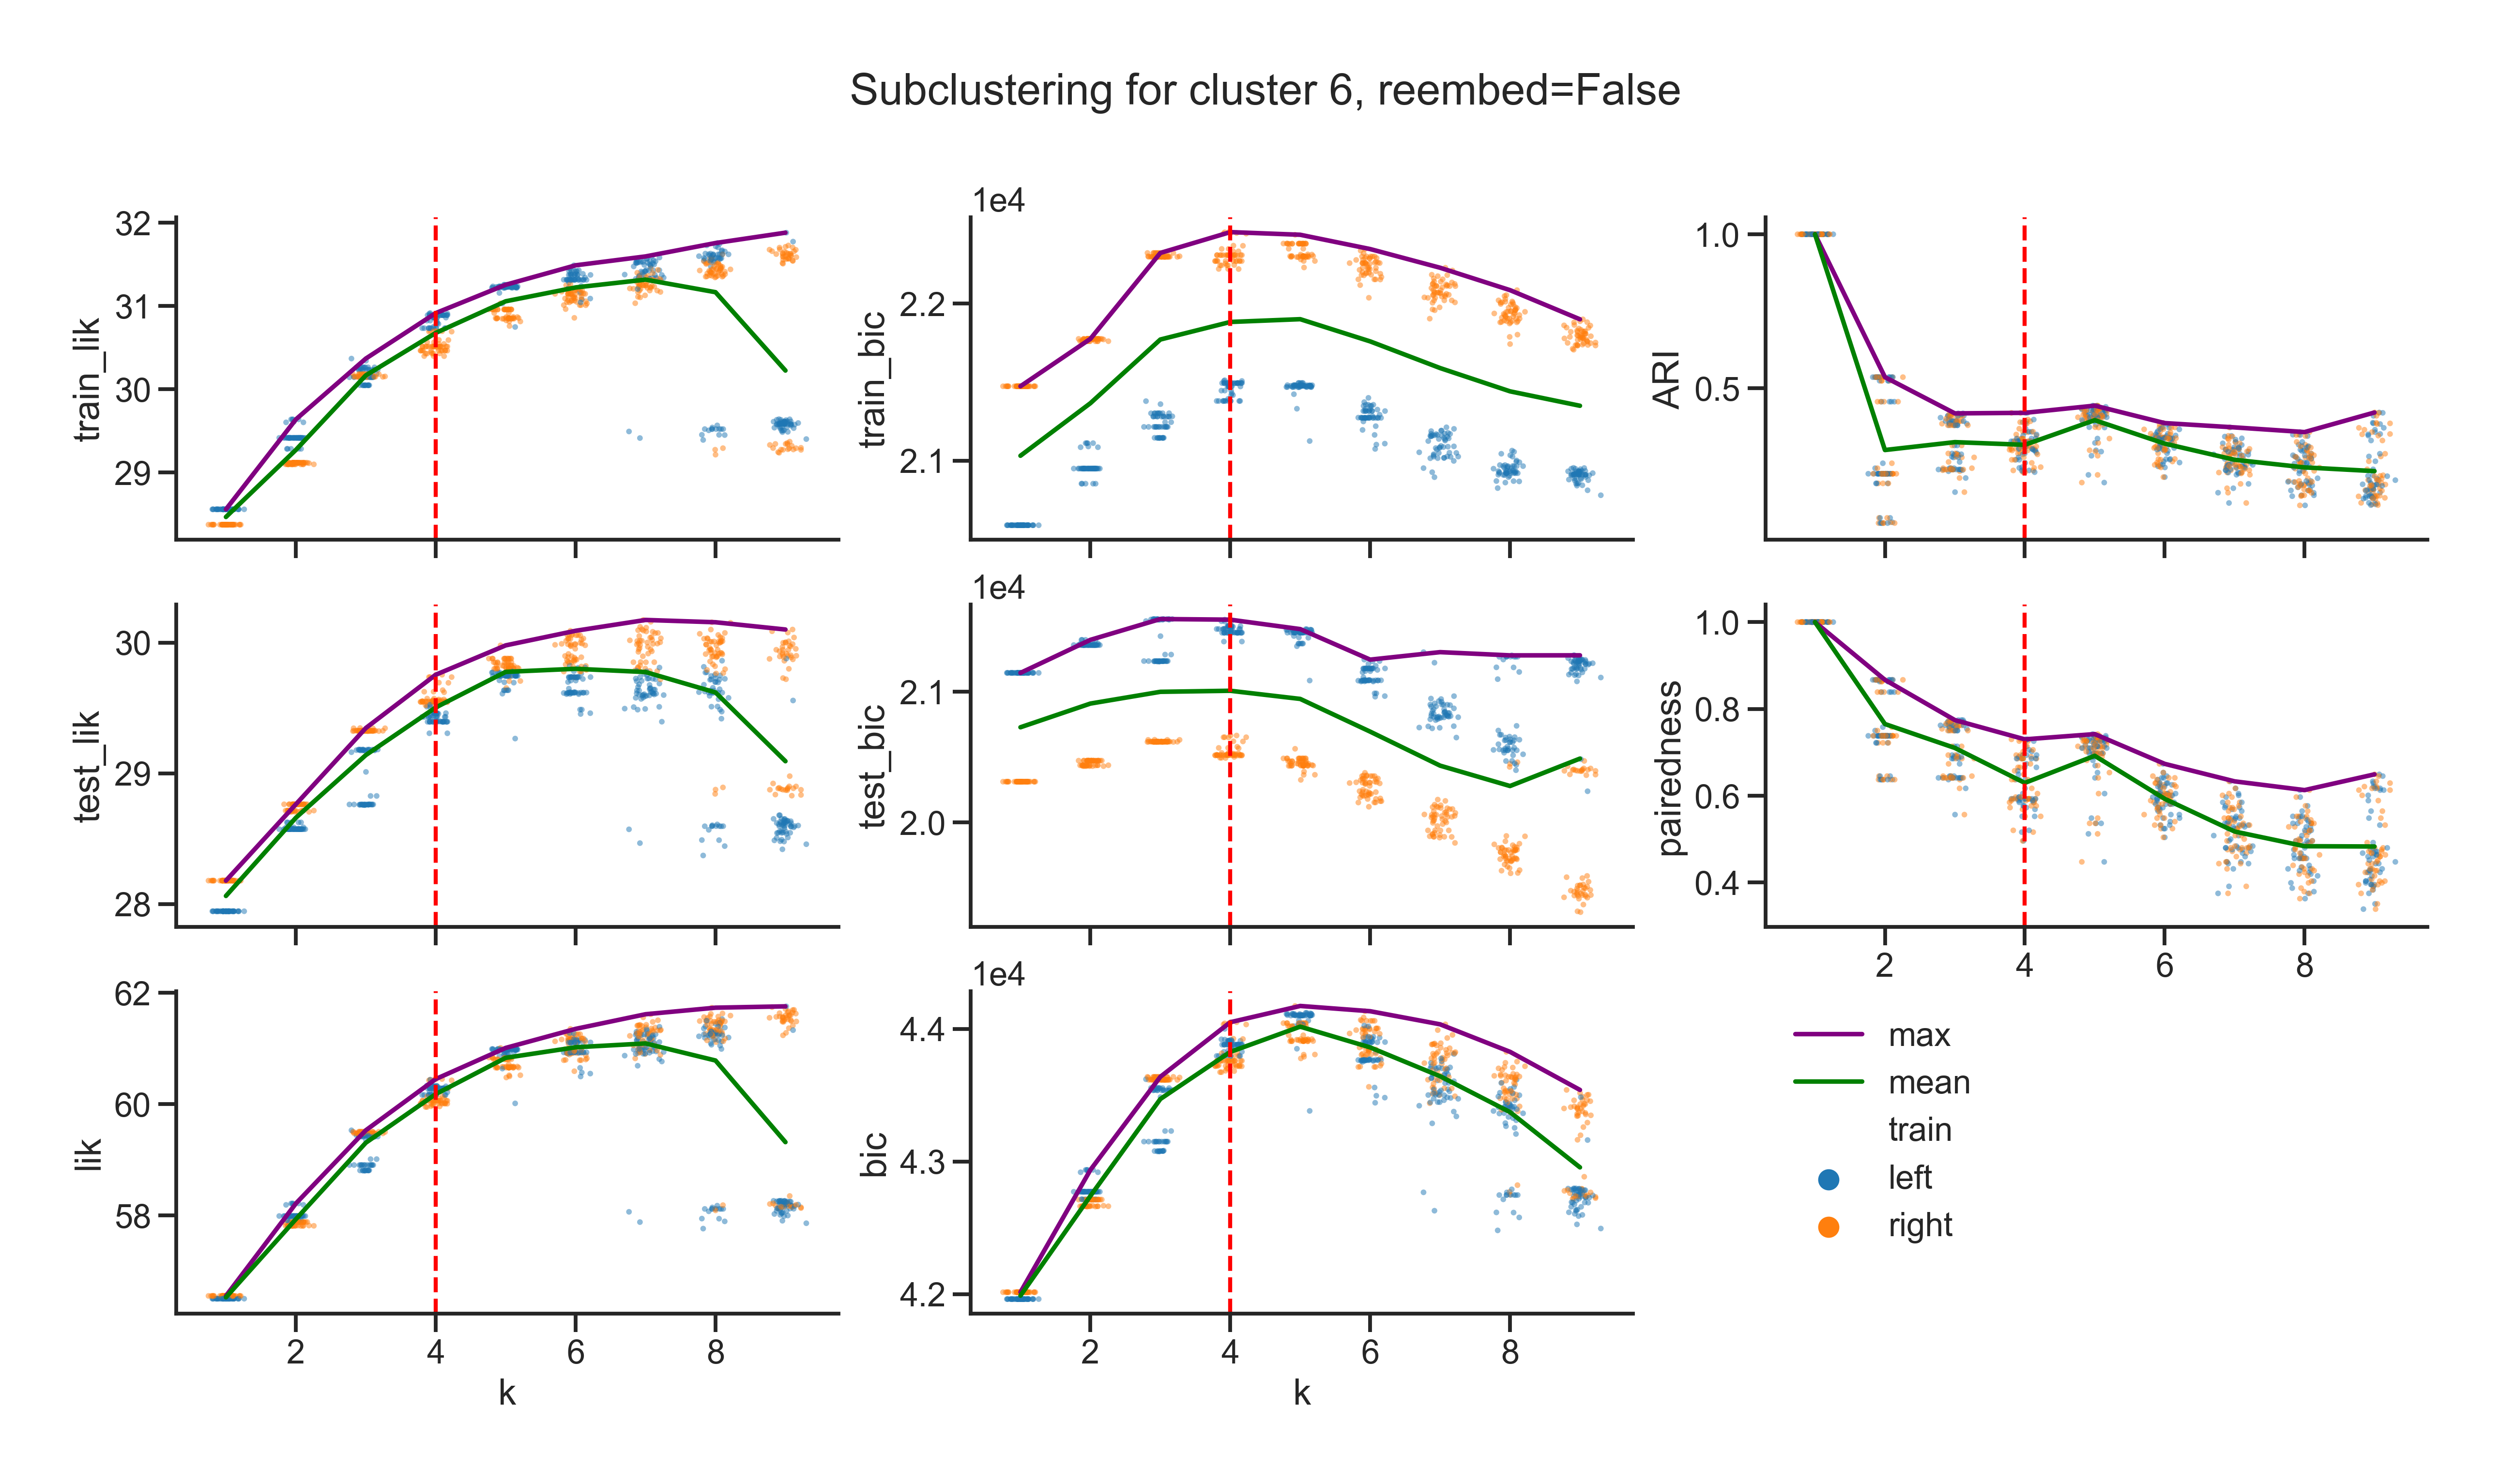 Subclustering for cluster 6, reembed=False
train_lik
32
31
30
29
1e4
train_bic
2.2
2.1
ARI
1.0
0.5
test_lik
30
29
28
1e4
test_bic
2.1
2.0
pairedness
1.0
0.8
0.6
0.4
2 4 6 8
lik
62
60
58
2 4 6 8
k
1e4
bic
4.4
4.3
4.2
2 4 6 8
k
max
mean
train
left
right